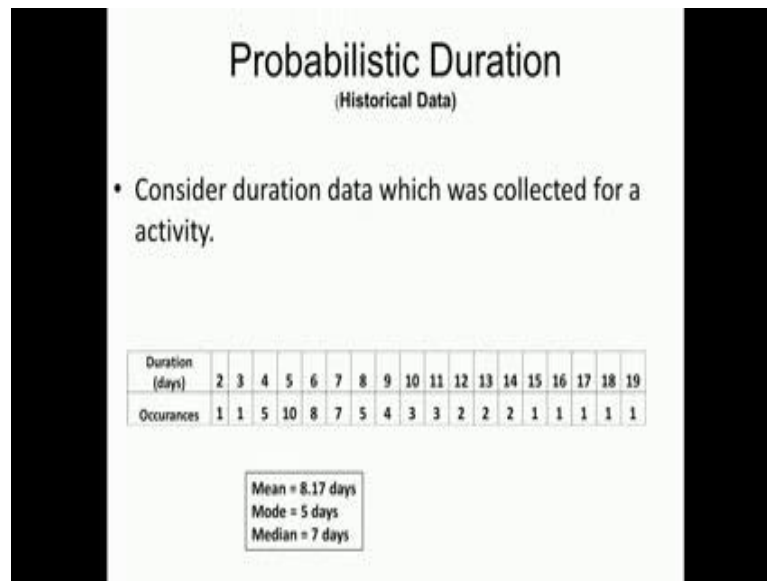 Probabilistic Duration
(Historical Data)
• Consider duration data which was collected for a
activity.
Duration
(days) 2 3 4 5 6 7 8 9 10 11 12 13 14 15 16 17 18 19
Occurances 1 1 5 10 8 7 5 4 3 3 2 2 2 1 1 1 1 1
Mean = 8.17 days
Mode = 5 days
Median = 7 days